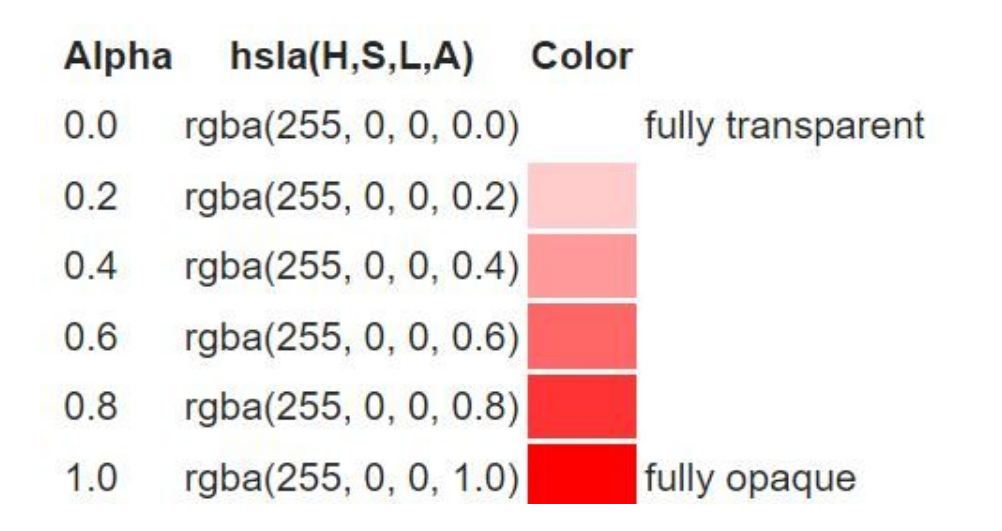 Alpha hsla(H,S,L,A) Color
0.0 rgba(255, 0, 0, 0.0) fully transparent
0.2 rgba(255, 0, 0, 0.2)
0.4 rgba(255, 0, 0, 0.4)
0.6 rgba(255, 0, 0, 0.6)
0.8 rgba(255, 0, 0, 0.8)
1.0 rgba(255, 0, 0, 1.0) fully opaque